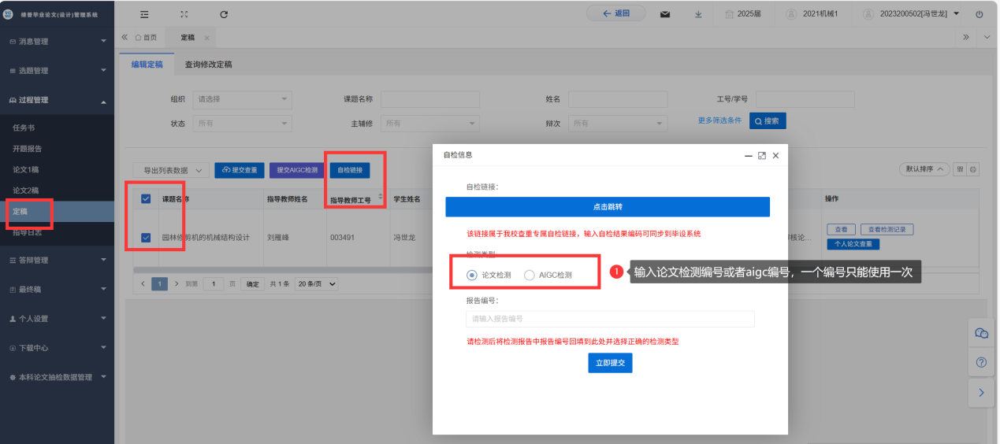 维普毕业论文(设计)管理系统
返回
2025届
2021机械1
2023200502[冯世龙]
消息管理
选题管理
过程管理
任务书
开题报告
论文1稿
论文2稿
定稿
指导日志
答辩管理
最终稿
个人设置
下载中心
本科论文抽检数据管理
首页
定稿
编辑定稿
查询修改定稿
组织 请选择
课题名称
姓名
工号/学号
状态 所有
主辅修 所有
辩次 所有
更多筛选条件
搜索
导出列表数据
提交查重
提交AIGC检测
自检链接
默认排序
课题名称
指导教师姓名
指导教师工号
学生姓名
操作
园林修剪机的机械结构设计
刘雁峰
003491
冯世龙
查看
查看检测记录
个人论文查重
1 到第 1 页 确定 共 1 条 20 条/页
自检信息
自检链接:
点击跳转
该链接属于我校查重专属自检链接，输入自检结果编码可同步到毕设系统
检测类型:
论文检测
AIGC检测
1 输入论文检测编号或者aigc编号，一个编号只能使用一次
报告编号:
请输入报告编号
请检测后将检测报告中报告编号回填到此处并选择正确的检测类型
立即提交